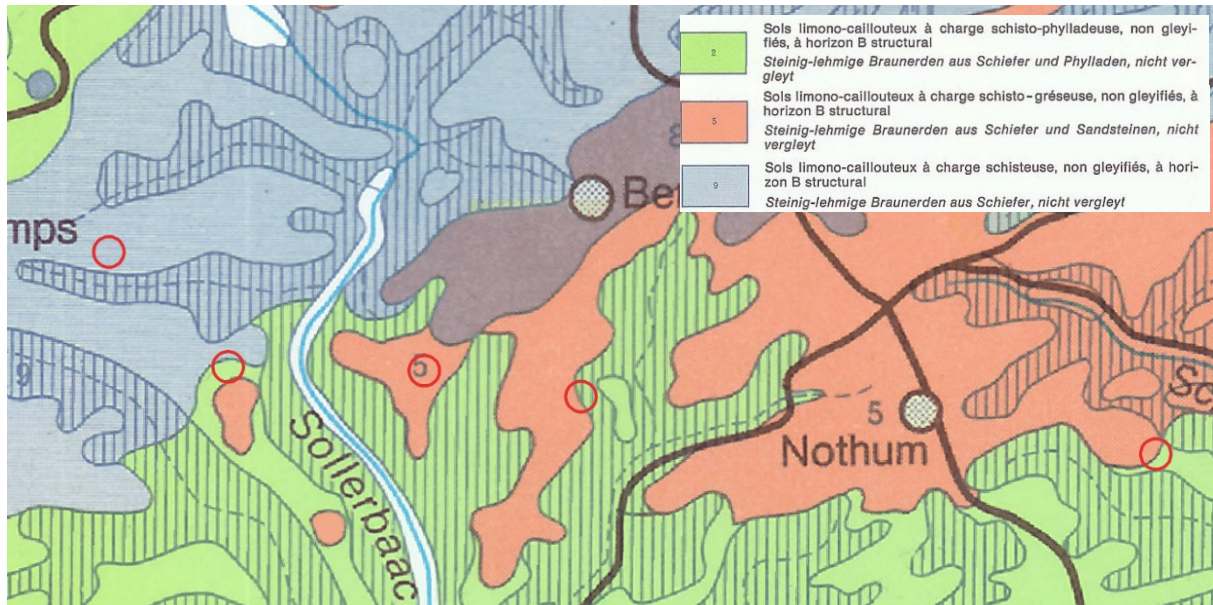 2
Sols limono-caillouteux à charge schisto-phylladeuse, non gleyi-
fiés, à horizon B structural
Steinig-lehmige Braunerden aus Schiefer und Phylladen, nicht ver-
gleyt
5
Sols limono-caillouteux à charge schisto-gréseuse, non gleyifiés, à
horizon B structural
Steinig-lehmige Braunerden aus Schiefer und Sandsteinen, nicht
vergleyt
9
Sols limono-caillouteux à charge schisteuse, non gleyifiés, à hori-
zon B structural
Steinig-lehmige Braunerden aus Schiefer, nicht vergleyt
8
Be
mps
9
5
5
Nothum
Sollerbaac
Sc